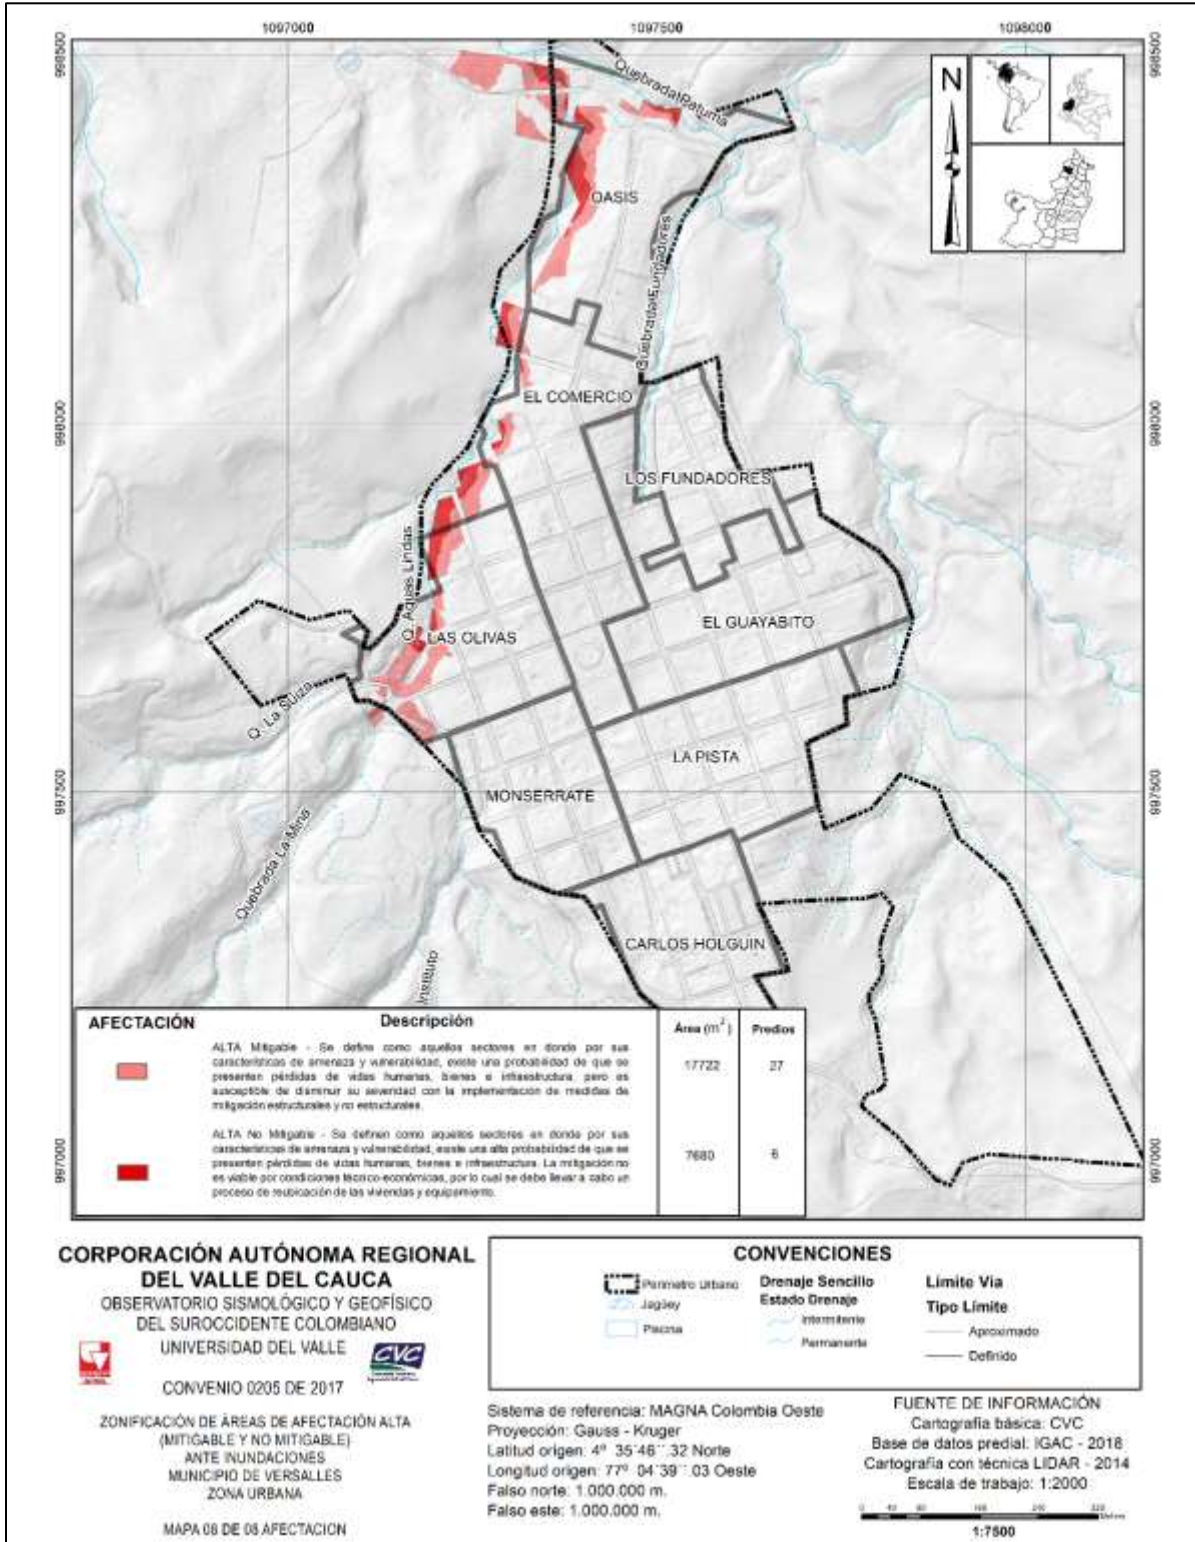 1097000 1097500 1098000
998500 998500
Quebrada Patuma
N
OASIS
Quebrada Fundadores
EL COMERCIO
998000 998000
LOS FUNDADORES
Q. Aguas Lindas
EL GUAYABITO
LAS OLIVAS
Q. La Suiza
LA PISTA
MONSERRATE
997500 997500
Quebrada La Mina
CARLOS HOLGUIN
Instituto
997000 997000
AFECTACIÓN Descripción Área (m²) Predios
ALTA Mitigable - Se define como aquellos sectores en donde por sus
características de amenaza y vulnerabilidad, existe una probabilidad de que se
presenten pérdidas de vidas humanas, bienes e infraestructura, pero es
susceptible de disminuir su severidad con la implementación de medidas de
mitigación estructurales y no estructurales.
17722 27
ALTA No Mitigable - Se definen como aquellos sectores en donde por sus
características de amenaza y vulnerabilidad, existe una alta probabilidad de que se
presenten pérdidas de vidas humanas, bienes e infraestructura. La mitigación no
es viable por condiciones técnico-económicas, por lo cual se debe llevar a cabo un
proceso de reubicación de las viviendas y equipamiento.
7680 6
CORPORACIÓN AUTÓNOMA REGIONAL
DEL VALLE DEL CAUCA
OBSERVATORIO SISMOLÓGICO Y GEOFÍSICO
DEL SUROCCIDENTE COLOMBIANO
UNIVERSIDAD DEL VALLE
CVC
CONVENIO 0205 DE 2017
ZONIFICACIÓN DE ÁREAS DE AFECTACIÓN ALTA
(MITIGABLE Y NO MITIGABLE)
ANTE INUNDACIONES
MUNICIPIO DE VERSALLES
ZONA URBANA
MAPA 08 DE 08 AFECTACION
CONVENCIONES
Perimetro Urbano
Jagüey
Piscina
Drenaje Sencillo
Estado Drenaje
Intermitente
Permanente
Limite Via
Tipo Límite
Aproximado
Definido
Sistema de referencia: MAGNA Colombia Oeste
Proyección: Gauss - Kruger
Latitud origen: 4º 35´46´´.32 Norte
Longitud origen: 77º 04´39´´.03 Oeste
Falso norte: 1.000.000 m.
Falso este: 1.000.000 m.
FUENTE DE INFORMACIÓN
Cartografía básica: CVC
Base de datos predial: IGAC - 2018
Cartografía con técnica LIDAR - 2014
Escala de trabajo: 1:2000
1:7500